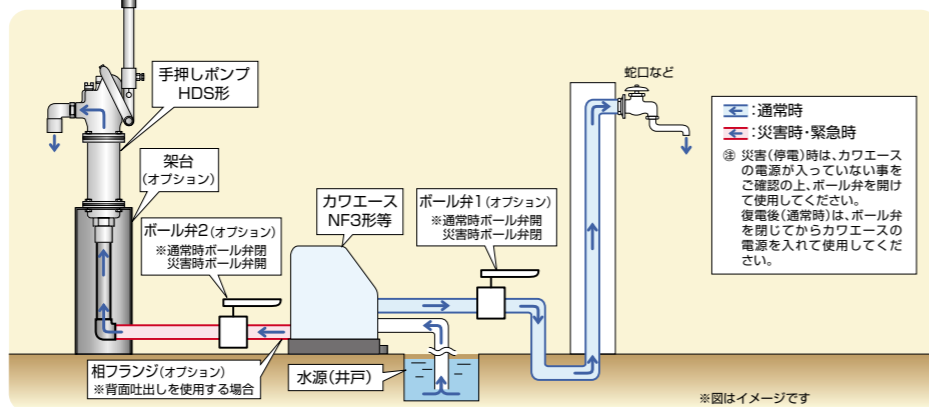 手押しポンプ
HDS形
架台
(オプション)
ボール弁2(オプション)
※通常時ボール弁閉
災害時ボール弁開
カワエース
NF3形等
ボール弁1(オプション)
※通常時ボール弁開
災害時ボール弁閉
蛇口など
相フランジ(オプション)
※背面吐出しを使用する場合
水源(井戸)
:通常時
:災害時・緊急時
㊟ 災害(停電)時は、カワエース
の電源が入っていない事を
ご確認の上、ボール弁を開け
て使用してください。
復電後(通常時)は、ボール弁
を閉じてからカワエースの
電源を入れて使用してくだ
さい。
※図はイメージです